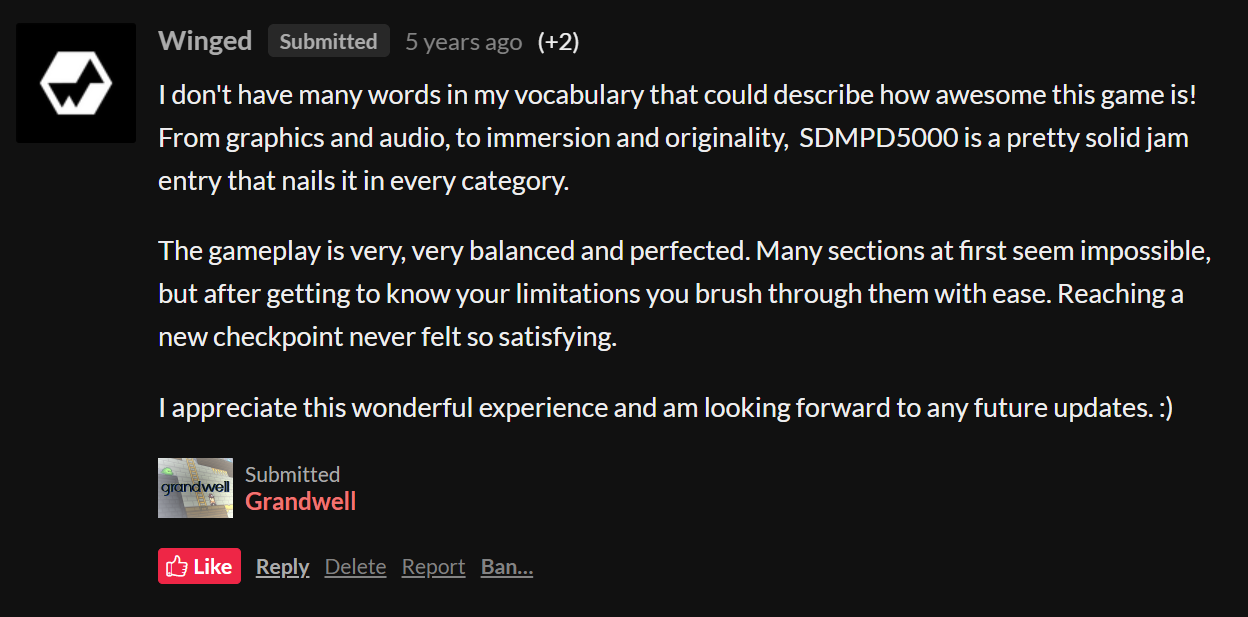 Winged Submitted 5 years ago (+2)
I don't have many words in my vocabulary that could describe how awesome this game is!
From graphics and audio, to immersion and originality,  SDMPD5000 is a pretty solid jam
entry that nails it in every category.
The gameplay is very, very balanced and perfected. Many sections at first seem impossible,
but after getting to know your limitations you brush through them with ease. Reaching a
new checkpoint never felt so satisfying.
I appreciate this wonderful experience and am looking forward to any future updates. :)
grandwell
Submitted
Grandwell
Like Reply Delete Report Ban...